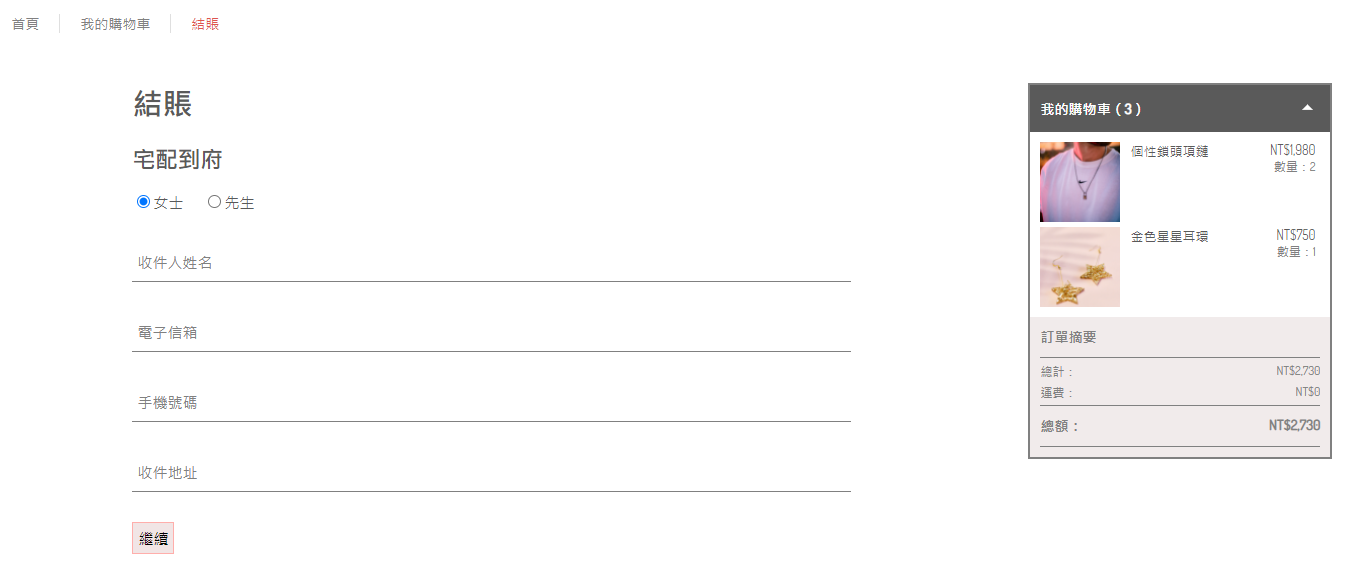 首頁 我的購物車 結賬
結賬
宅配到府
女士 先生
收件人姓名
電子信箱
手機號碼
收件地址
繼續
我的購物車 ( 3 )
個性鎖頭項鏈 NT$1,980
數量：2
金色星星耳環 NT$750
數量：1
訂單摘要
總計： NT$2,730
運費： NT$0
總額： NT$2,730